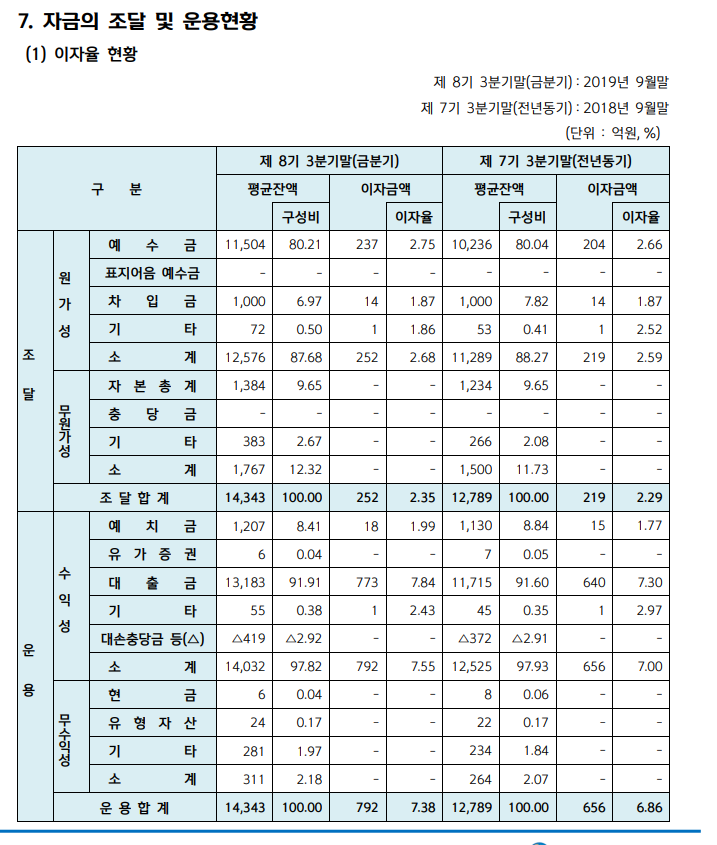 7. 자금의 조달 및 운용현황
(1) 이자율 현황
제 8기 3분기말(금분기) : 2019년 9월말
제 7기 3분기말(전년동기) : 2018년 9월말
(단위 : 억원, %)
구 분 제 8기 3분기말(금분기) 제 7기 3분기말(전년동기)
평균잔액 이자금액 평균잔액 이자금액
구성비 이자율 구성비 이자율
조달 원가성 예 수 금 11,504 80.21 237 2.75 10,236 80.04 204 2.66
표지어음 예수금 - - - - - - - -
차 입 금 1,000 6.97 14 1.87 1,000 7.82 14 1.87
기 타 72 0.50 1 1.86 53 0.41 1 2.52
소 계 12,576 87.68 252 2.68 11,289 88.27 219 2.59
무원가성 자 본 총 계 1,384 9.65 - - 1,234 9.65 - -
충 당 금 - - - - - - - -
기 타 383 2.67 - - 266 2.08 - -
소 계 1,767 12.32 - - 1,500 11.73 - -
조 달 합 계 14,343 100.00 252 2.35 12,789 100.00 219 2.29
운용 수익성 예 치 금 1,207 8.41 18 1.99 1,130 8.84 15 1.77
유 가 증 권 6 0.04 - - 7 0.05 - -
대 출 금 13,183 91.91 773 7.84 11,715 91.60 640 7.30
기 타 55 0.38 1 2.43 45 0.35 1 2.97
대손충당금 등(△) △419 △2.92 - - △372 △2.91 - -
소 계 14,032 97.82 792 7.55 12,525 97.93 656 7.00
무수익성 현 금 6 0.04 - - 8 0.06 - -
유 형 자 산 24 0.17 - - 22 0.17 - -
기 타 281 1.97 - - 234 1.84 - -
소 계 311 2.18 - - 264 2.07 - -
운 용 합 계 14,343 100.00 792 7.38 12,789 100.00 656 6.86